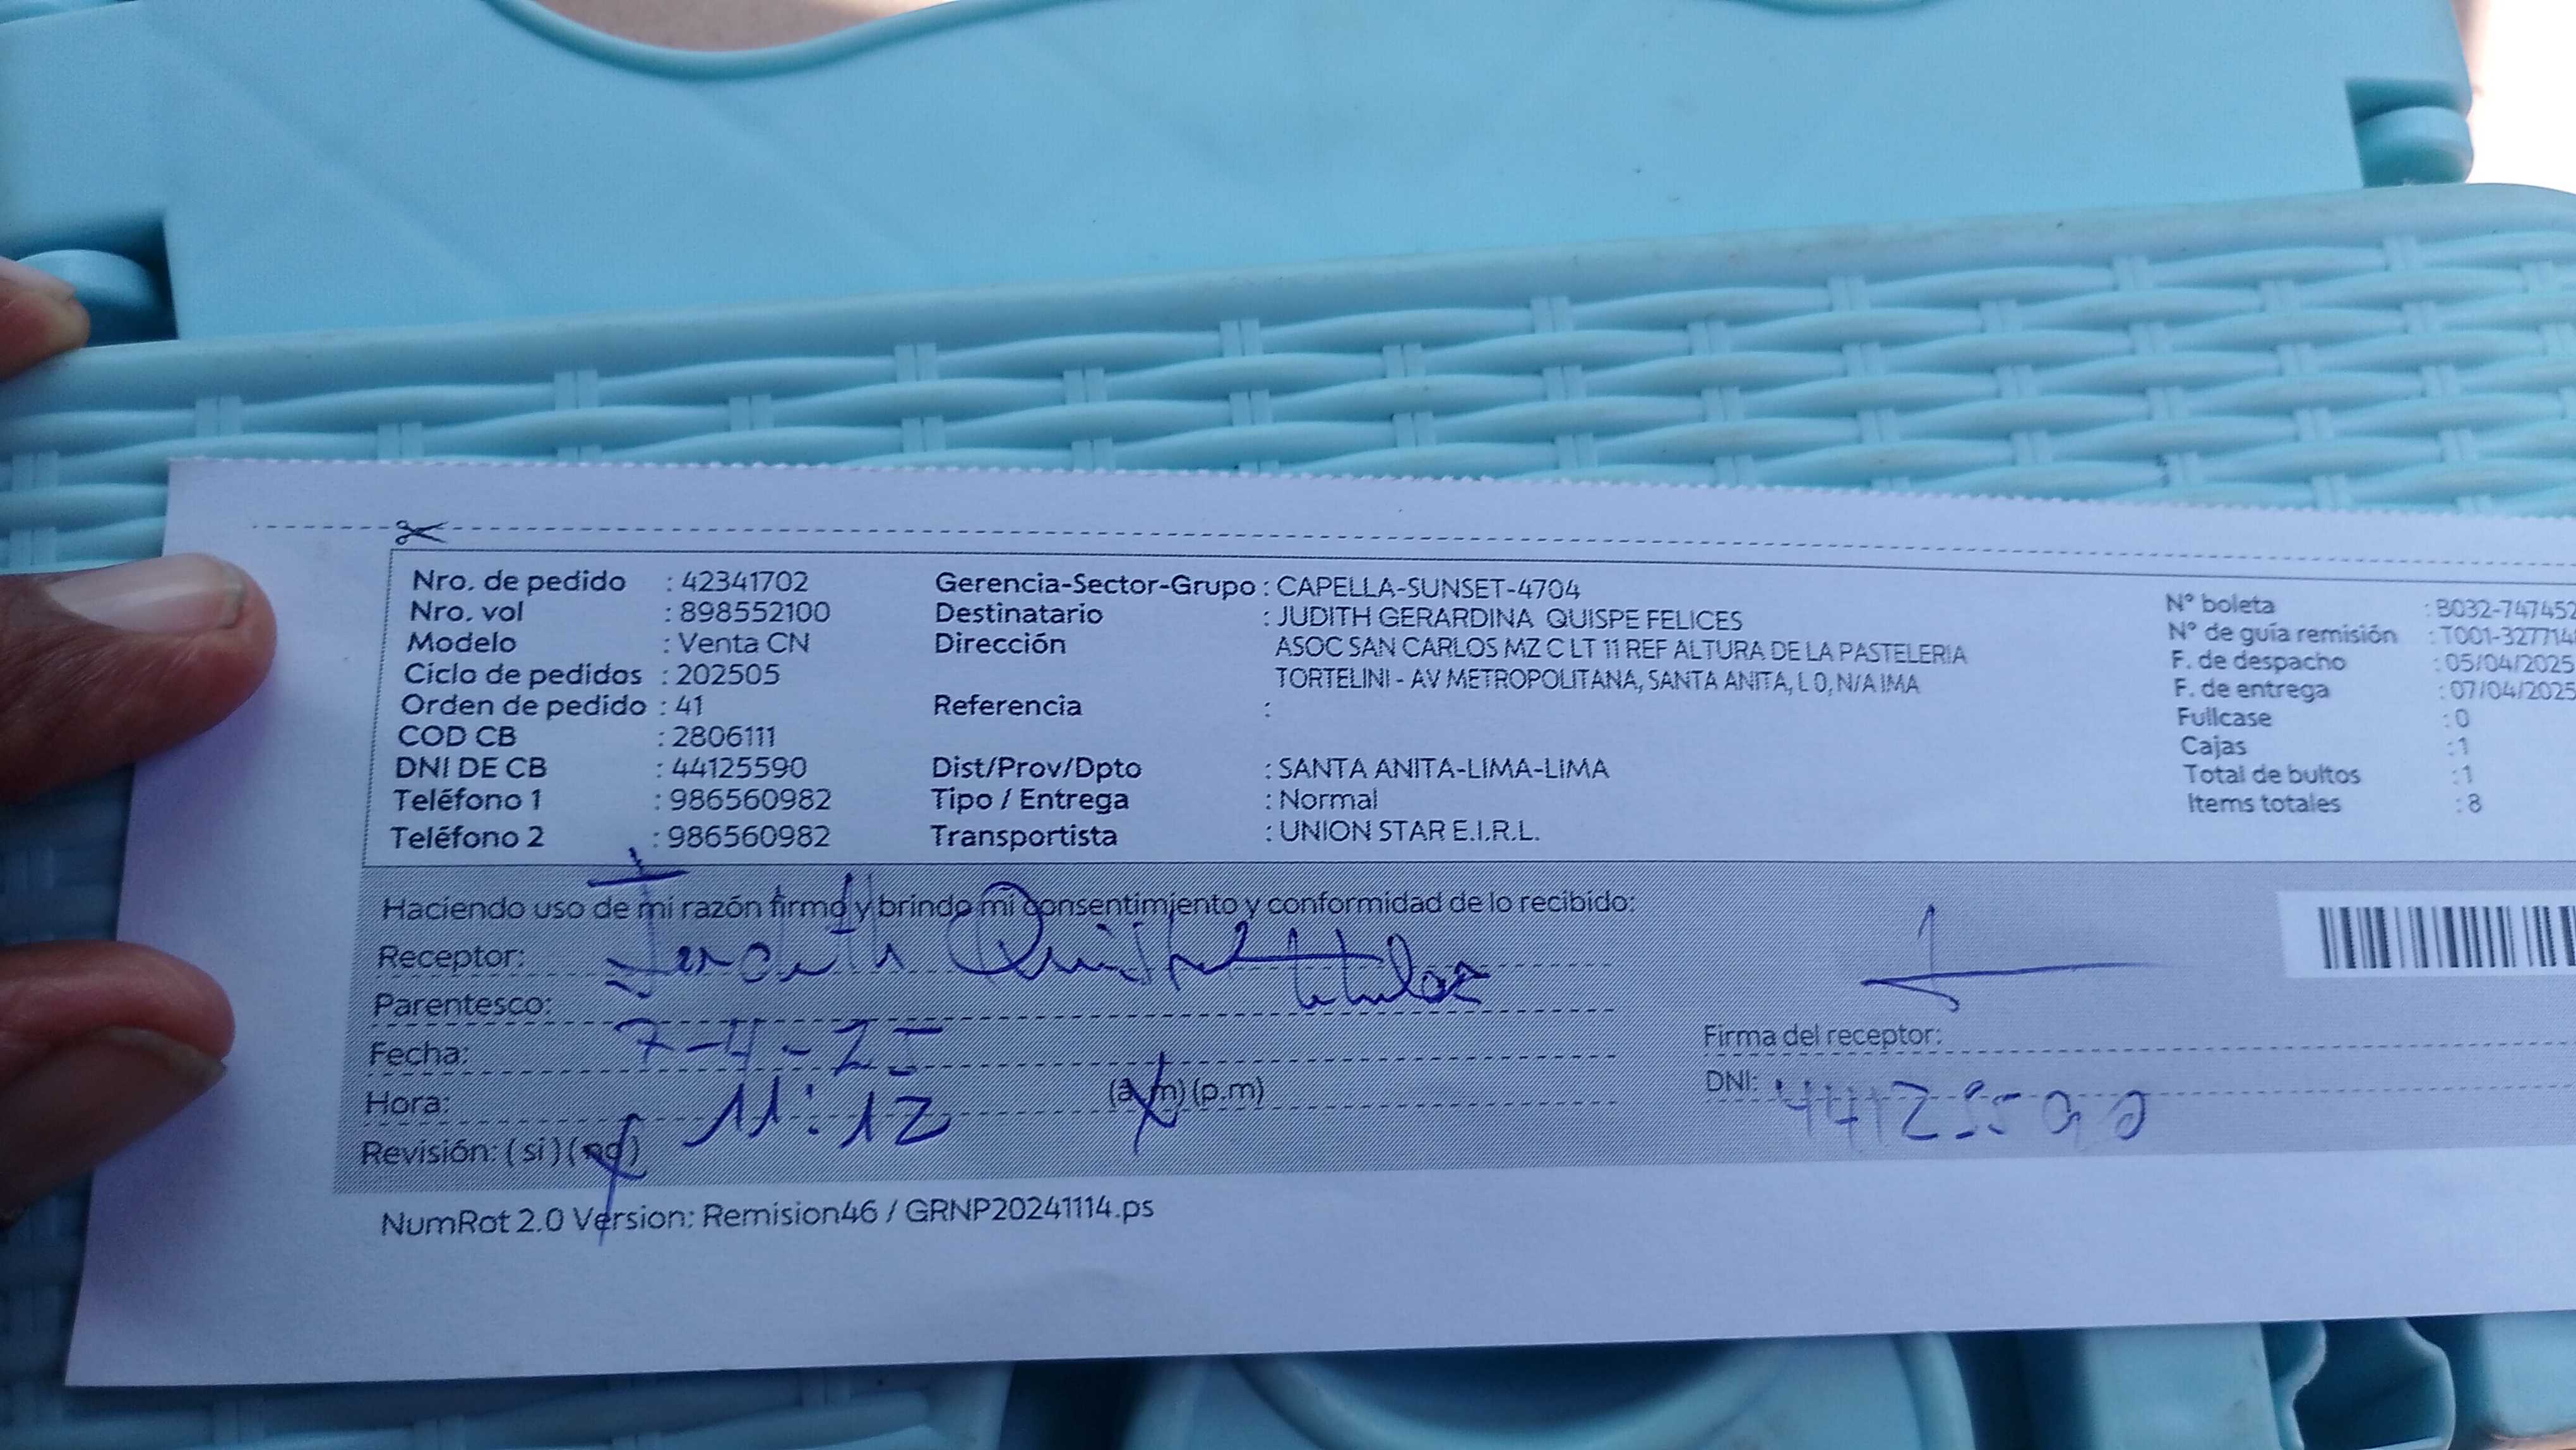 Nro. de pedido : 42341702 Gerencia-Sector-Grupo : CAPELLA-SUNSET-4704 N° boleta : B032-747452
Nro. vol : 898552100 Destinatario : JUDITH GERARDINA QUISPE FELICES N° de guía remisión : T001-327714
Modelo : Venta CN Dirección ASOC SAN CARLOS MZ C LT 11 REF ALTURA DE LA PASTELERIA F. de despacho : 05/04/2025
Ciclo de pedidos : 202505 TORTELINI - AV METROPOLITANA, SANTA ANITA, L 0, N/A IMA F. de entrega : 07/04/2025
Orden de pedido : 41 Referencia : Fullcase : 0
COD CB : 2806111 Cajas : 1
DNI DE CB : 44125590 Dist/Prov/Dpto : SANTA ANITA-LIMA-LIMA Total de bultos : 1
Teléfono 1 : 986560982 Tipo / Entrega : Normal Items totales : 8
Teléfono 2 : 986560982 Transportista : UNION STAR E.I.R.L.
Haciendo uso de mi razón firmo y brindo mi consentimiento y conformidad de lo recibido:
Receptor: Quispe
Parentesco: titular
Fecha: 7-4-25 Firma del receptor:
Hora: 11:12 (a.m) (p.m) DNI: 44125590
Revisión: (si) (no)
NumRot 2.0 Version: Remision46 / GRNP20241114.ps